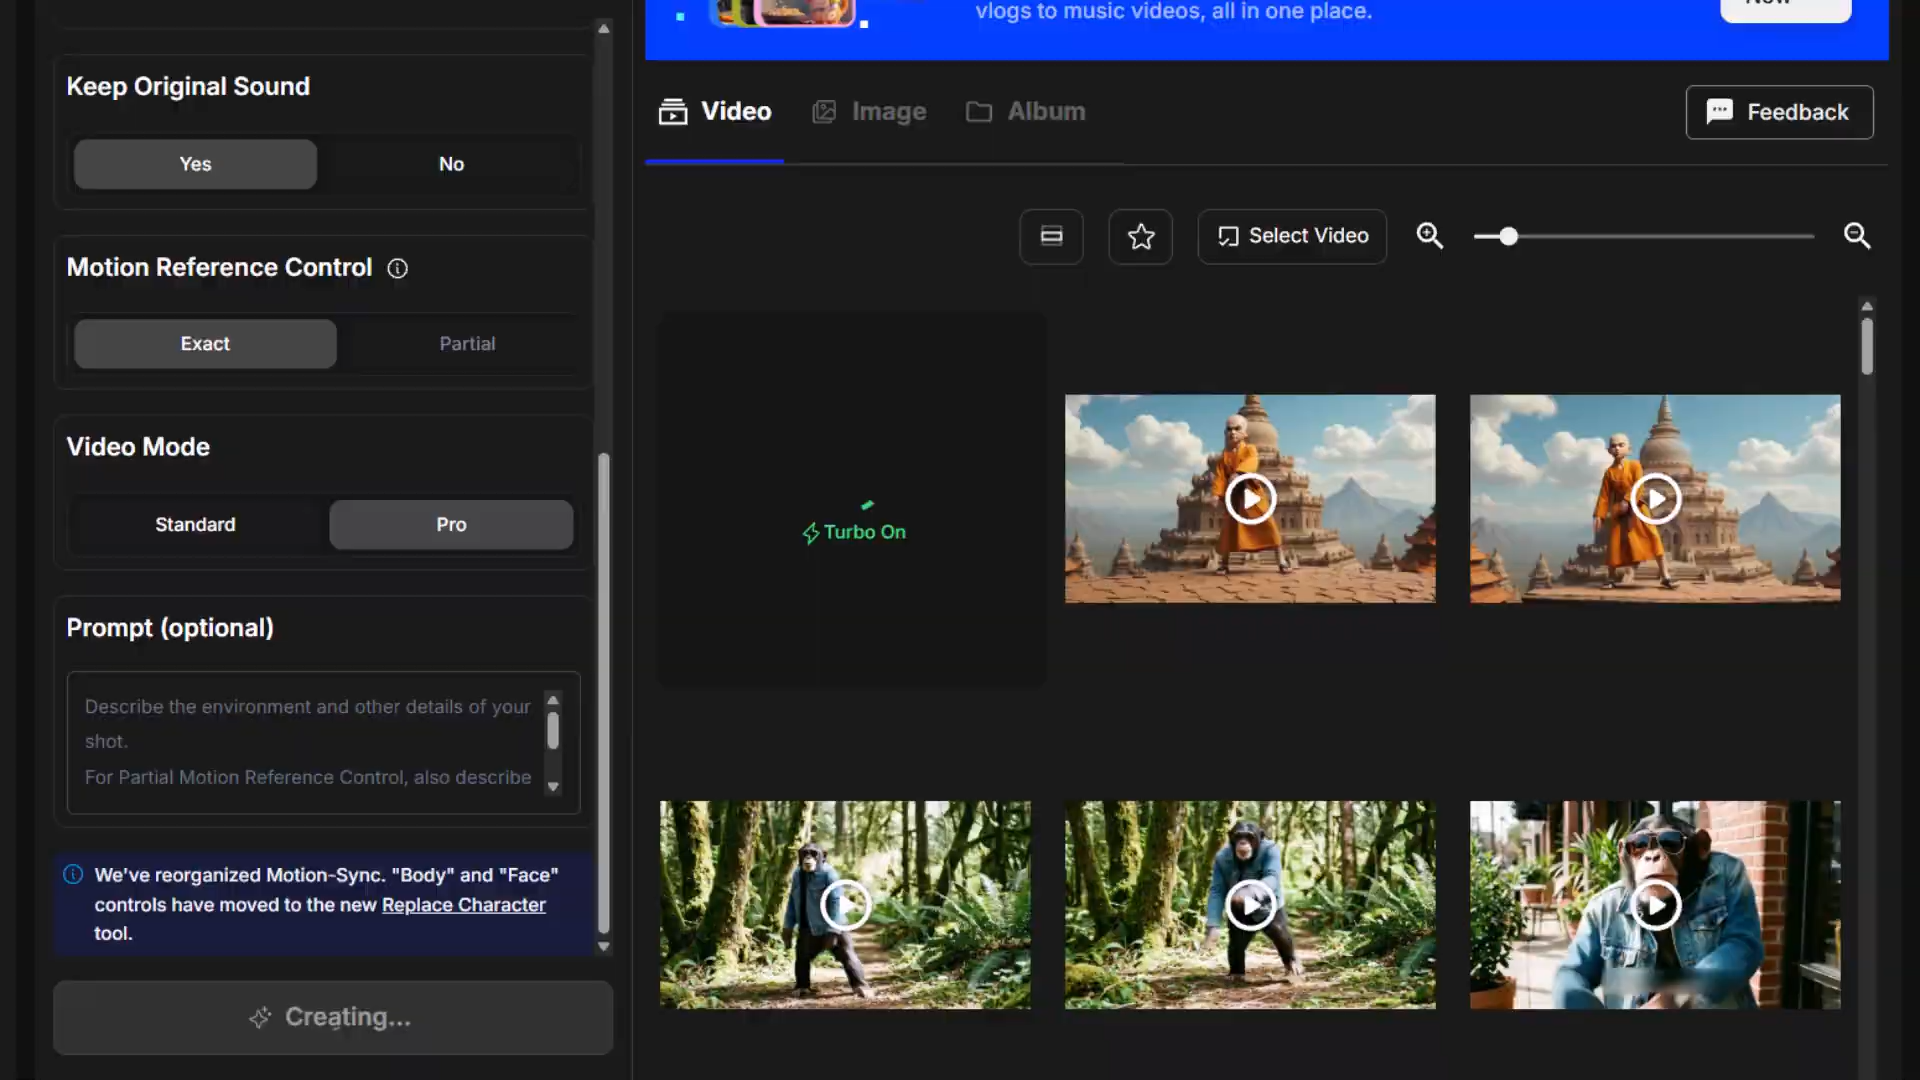 vlogs to music videos, all in one place.
Now
Keep Original Sound
Yes
No
Motion Reference Control
Exact
Partial
Video Mode
Standard
Pro
Prompt (optional)
Describe the environment and other details of your
shot.
For Partial Motion Reference Control, also describe
We've reorganized Motion-Sync. "Body" and "Face"
controls have moved to the new Replace Character
tool.
Creating...
Video
Image
Album
Feedback
Select Video
Turbo On